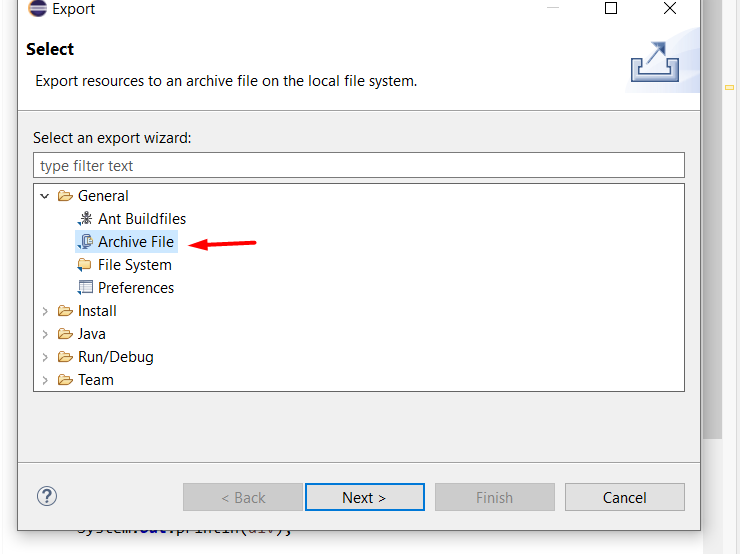 Export
Select
Export resources to an archive file on the local file system.
Select an export wizard:
type filter text
General
Ant Buildfiles
Archive File
File System
Preferences
Install
Java
Run/Debug
Team
< Back
Next >
Finish
Cancel
System.out.println(div);